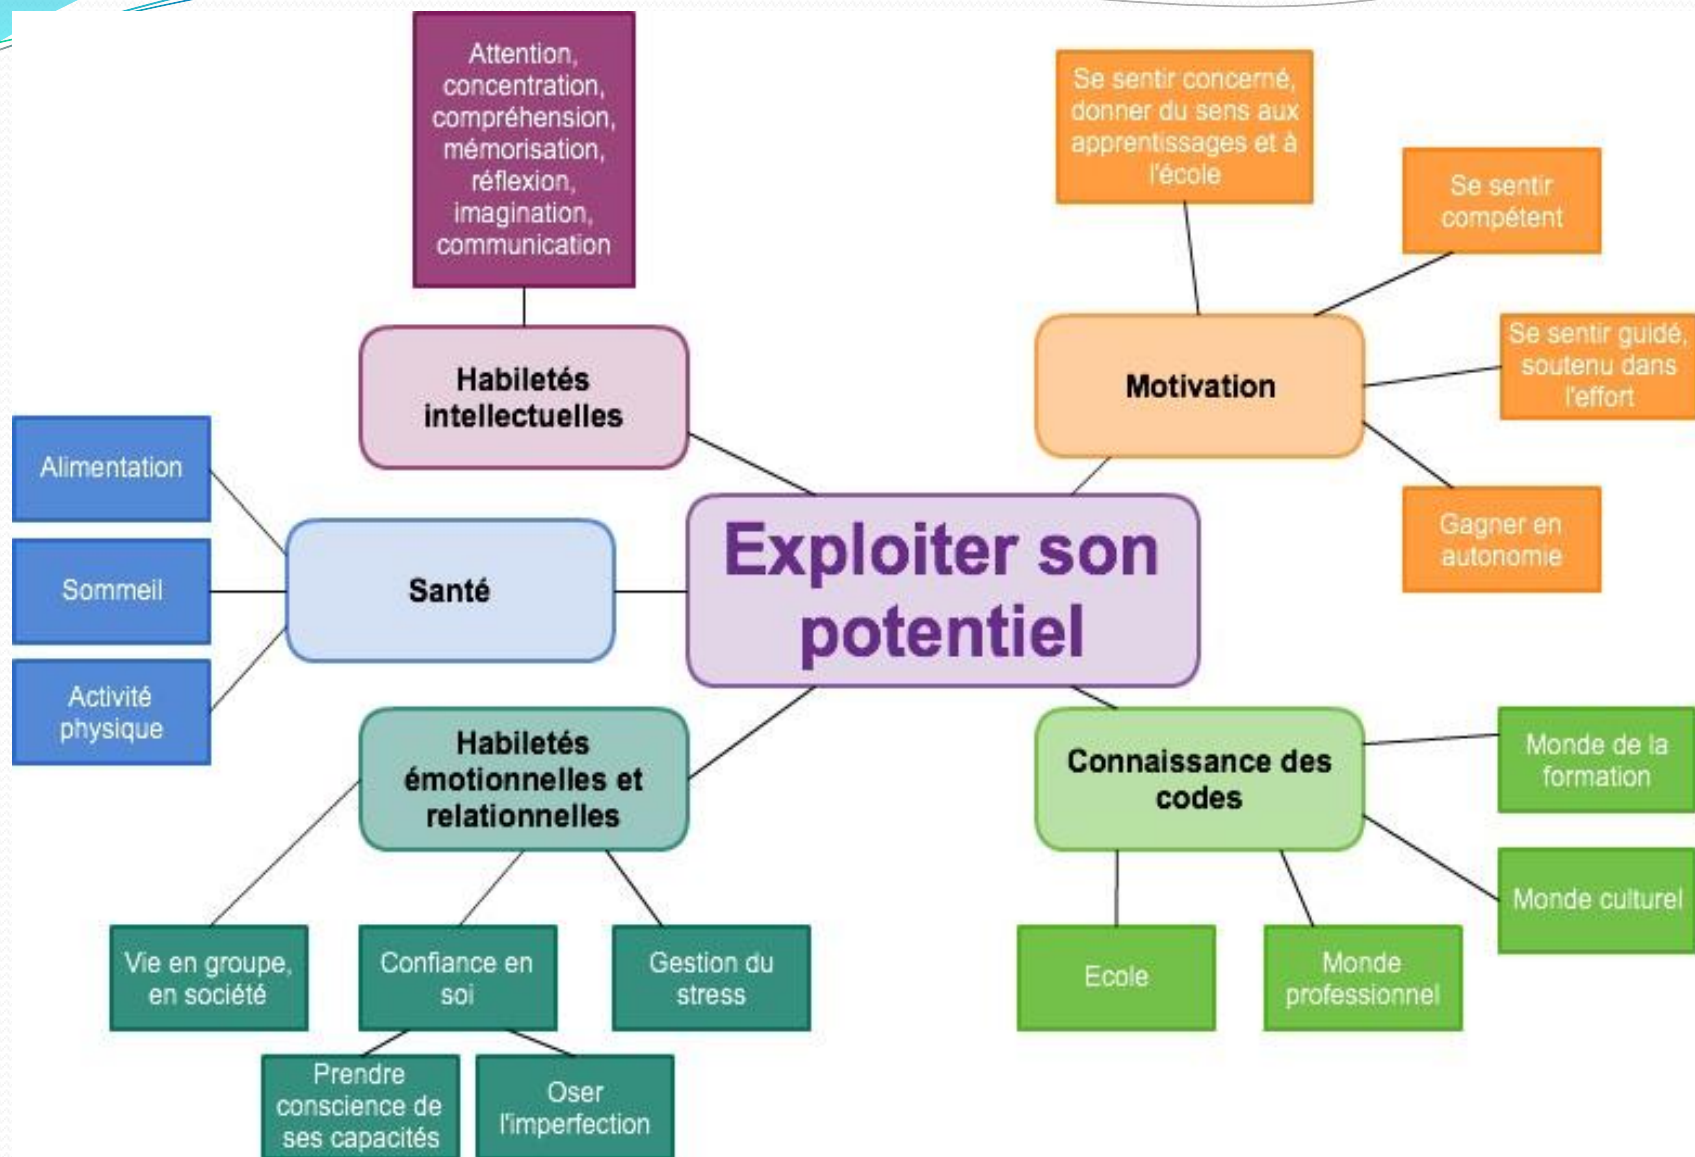 Attention,
concentration,
compréhension,
mémorisation,
réflexion,
imagination,
communication
Habiletés
intellectuelles
Se sentir concerné,
donner du sens aux
apprentissages et à
l'école
Se sentir
compétent
Se sentir guidé,
soutenu dans
l'effort
Gagner en
autonomie
Motivation
Exploiter son
potentiel
Alimentation
Sommeil
Activité
physique
Santé
Habiletés
émotionnelles et
relationnelles
Vie en groupe,
en société
Confiance en
soi
Gestion du
stress
Prendre
conscience de
ses capacités
Oser
l'imperfection
Connaissance des
codes
Monde de la
formation
Monde culturel
Ecole
Monde
professionnel